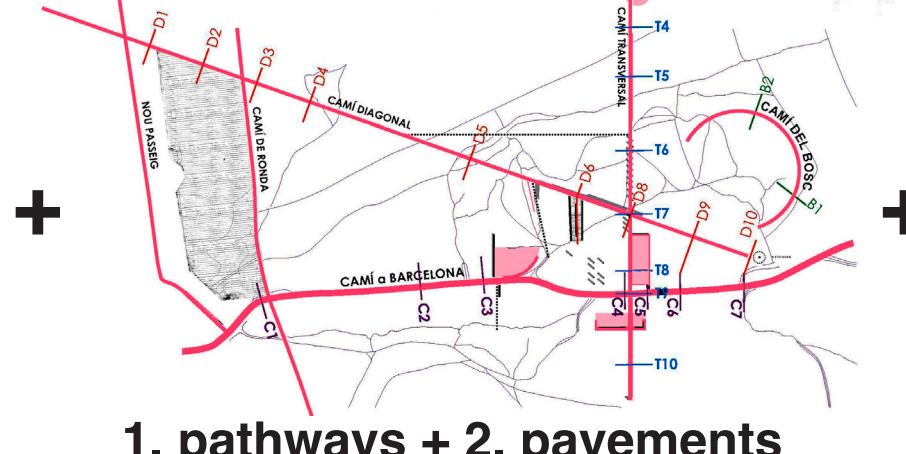 +
+
D1
D2
D3
D4
CAMÍ DIAGONAL
NOU PASSEIG
CAMÍ DE RONDA
CAMÍ TRANSVERSAL
T4
T5
B2
CAMÍ DEL BOSC
B1
D5
T6
D6
D8
T7
D9
D10
CAMÍ a BARCELONA
T8
T9
C1
C2
C3
C4
C5
C6
C7
T10
1. pathways + 2. pavements